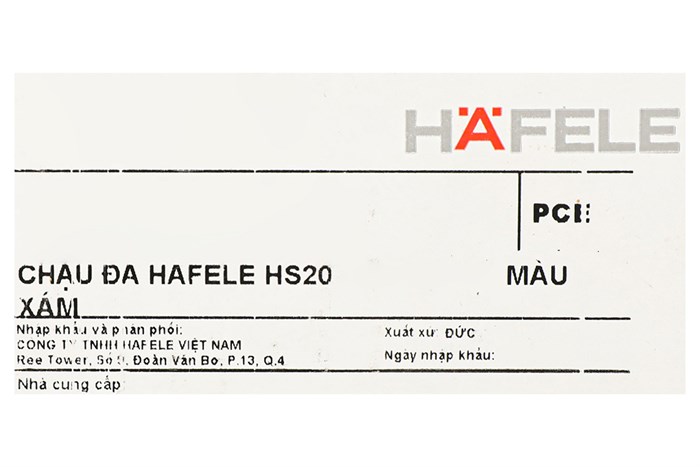 HÄFELE
PCE
CHẬU ĐÁ HAFELE HS20 MÀU
XÁM
Nhập khẩu và phân phối: Xuất xứ: ĐỨC
CÔNG TY TNHH HAFELE VIỆT NAM
Ree Tower, Số 9, Đoàn Văn Bơ, P.13, Q.4 Ngày nhập khẩu:
Nhà cung cấp: